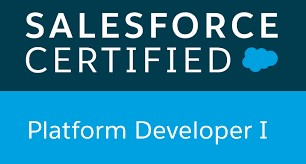 SALESFORCE
CERTIFIED
Platform Developer I